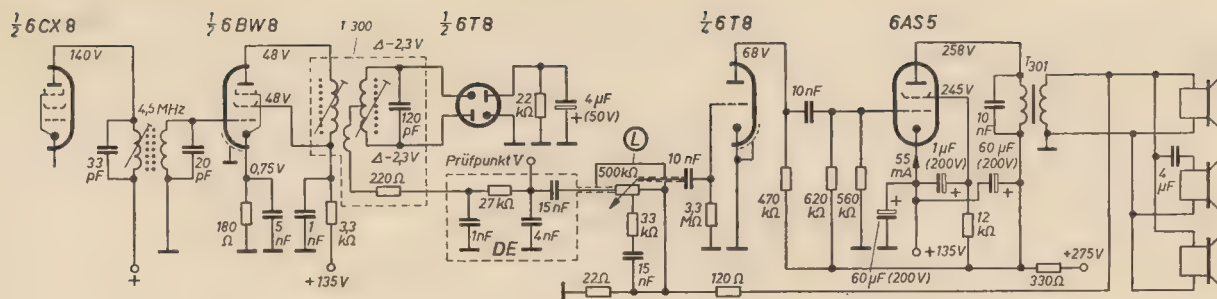 ½ 6CX8
½ 6BW8
T 300
½ 6T8
¼ 6T8
6AS5
140V
48V
Δ-2,3V
68V
258V
T301
4,5MHz
48V
22 kΩ
4µF (50V)
10nF
245V
10 nF
33 pF
20 pF
120 pF
Δ-2,3V
L
10 nF
55 mA
1µF (200V)
60 µF (200V)
4 µF
0,75V
Prüfpunkt V
500kΩ
220Ω
27kΩ
15nF
470 kΩ
620 kΩ
560 kΩ
3,3 MΩ
180 Ω
5 nF
1 nF
3,3 kΩ
1nF
4nF
DE
33 kΩ
15 nF
12 kΩ
+135V
+275V
+
+135V
22Ω
120Ω
60µF (200V)
330Ω